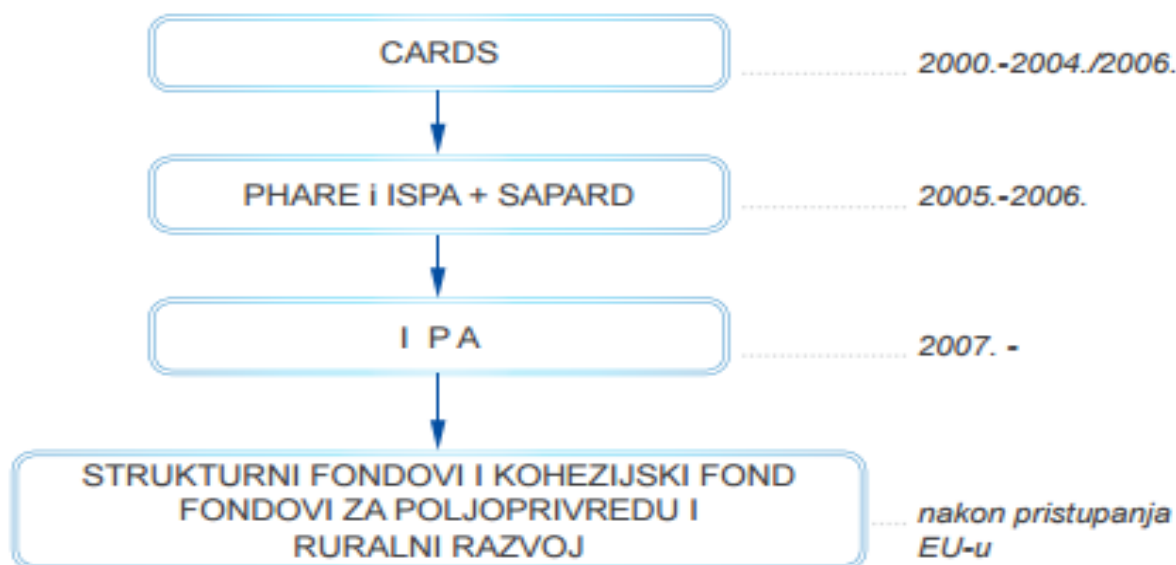 CARDS
2000.-2004./2006.
PHARE i ISPA + SAPARD
2005.-2006.
I P A
2007. -
STRUKTURNI FONDOVI I KOHEZIJSKI FOND
FONDOVI ZA POLJOPRIVREDU I
RURALNI RAZVOJ
nakon pristupanja
EU-u